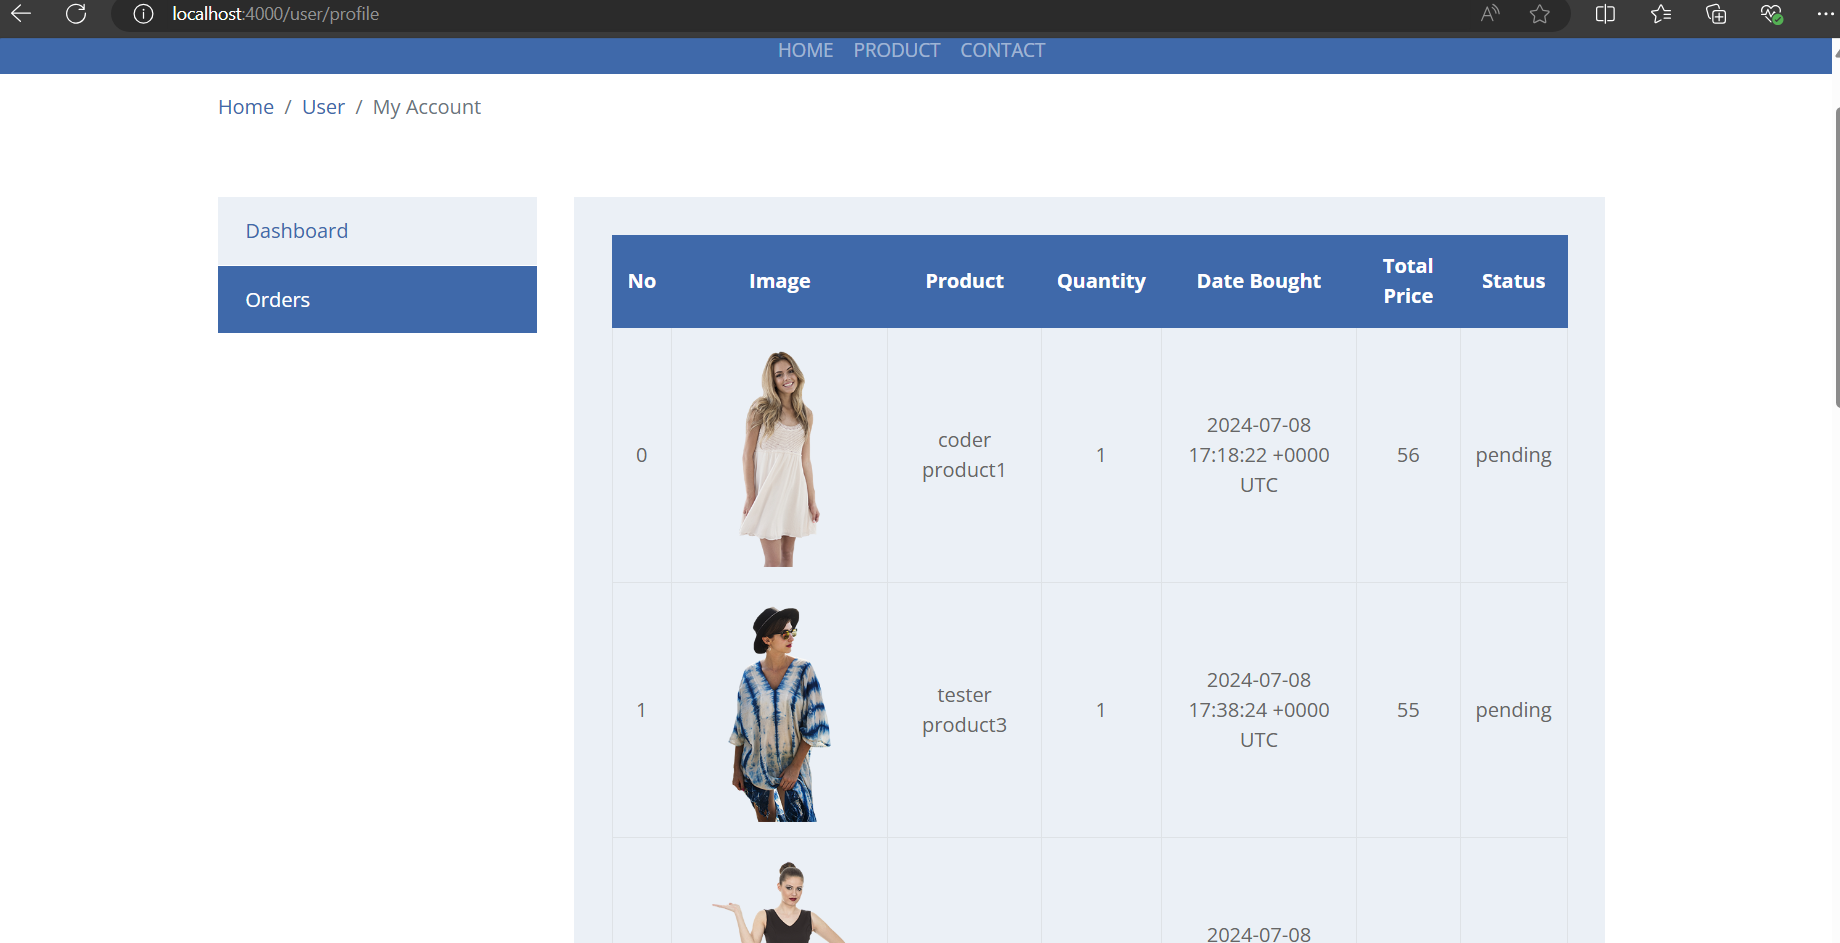 localhost:4000/user/profile
HOME PRODUCT CONTACT
Home / User / My Account
Dashboard
Orders
No Image Product Quantity Date Bought Total Price Status
0 coder product1 1 2024-07-08 17:18:22 +0000 UTC 56 pending
1 tester product3 1 2024-07-08 17:38:24 +0000 UTC 55 pending
2024-07-08